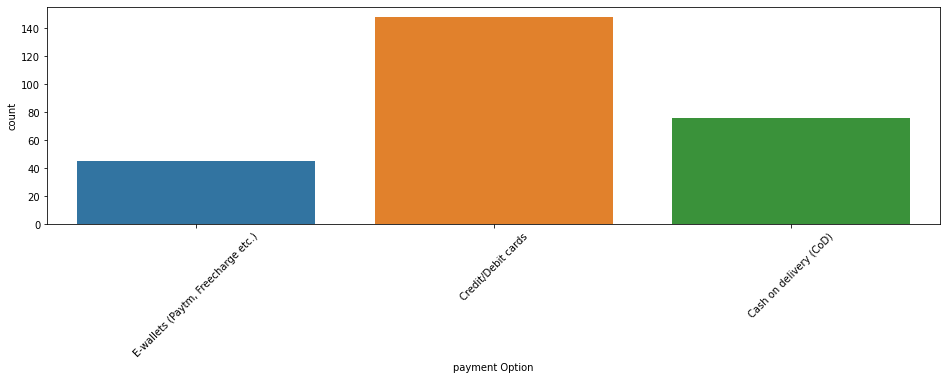 140
120
100
80
60
40
20
0
count
E-wallets (Paytm, Freecharge etc.)
Credit/Debit cards
Cash on delivery (CoD)
payment Option